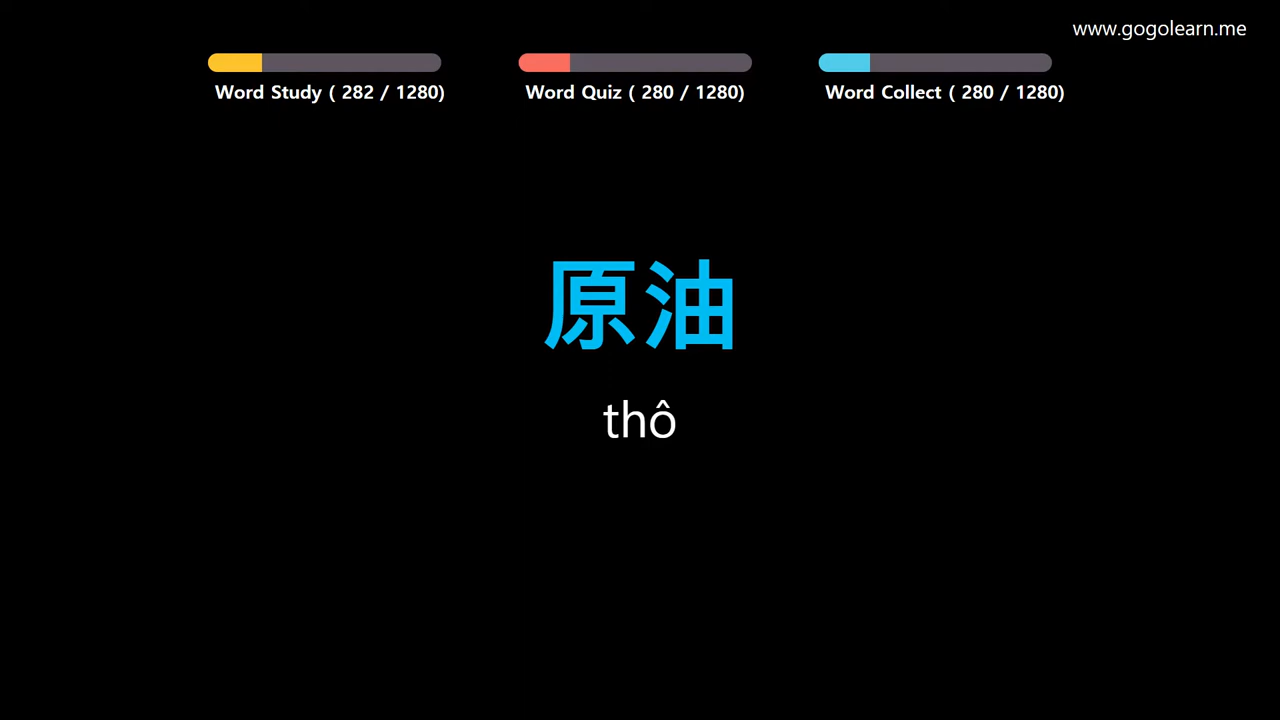 www.gogolearn.me
Word Study ( 282 / 1280) Word Quiz ( 280 / 1280) Word Collect ( 280 / 1280)
原油
thô